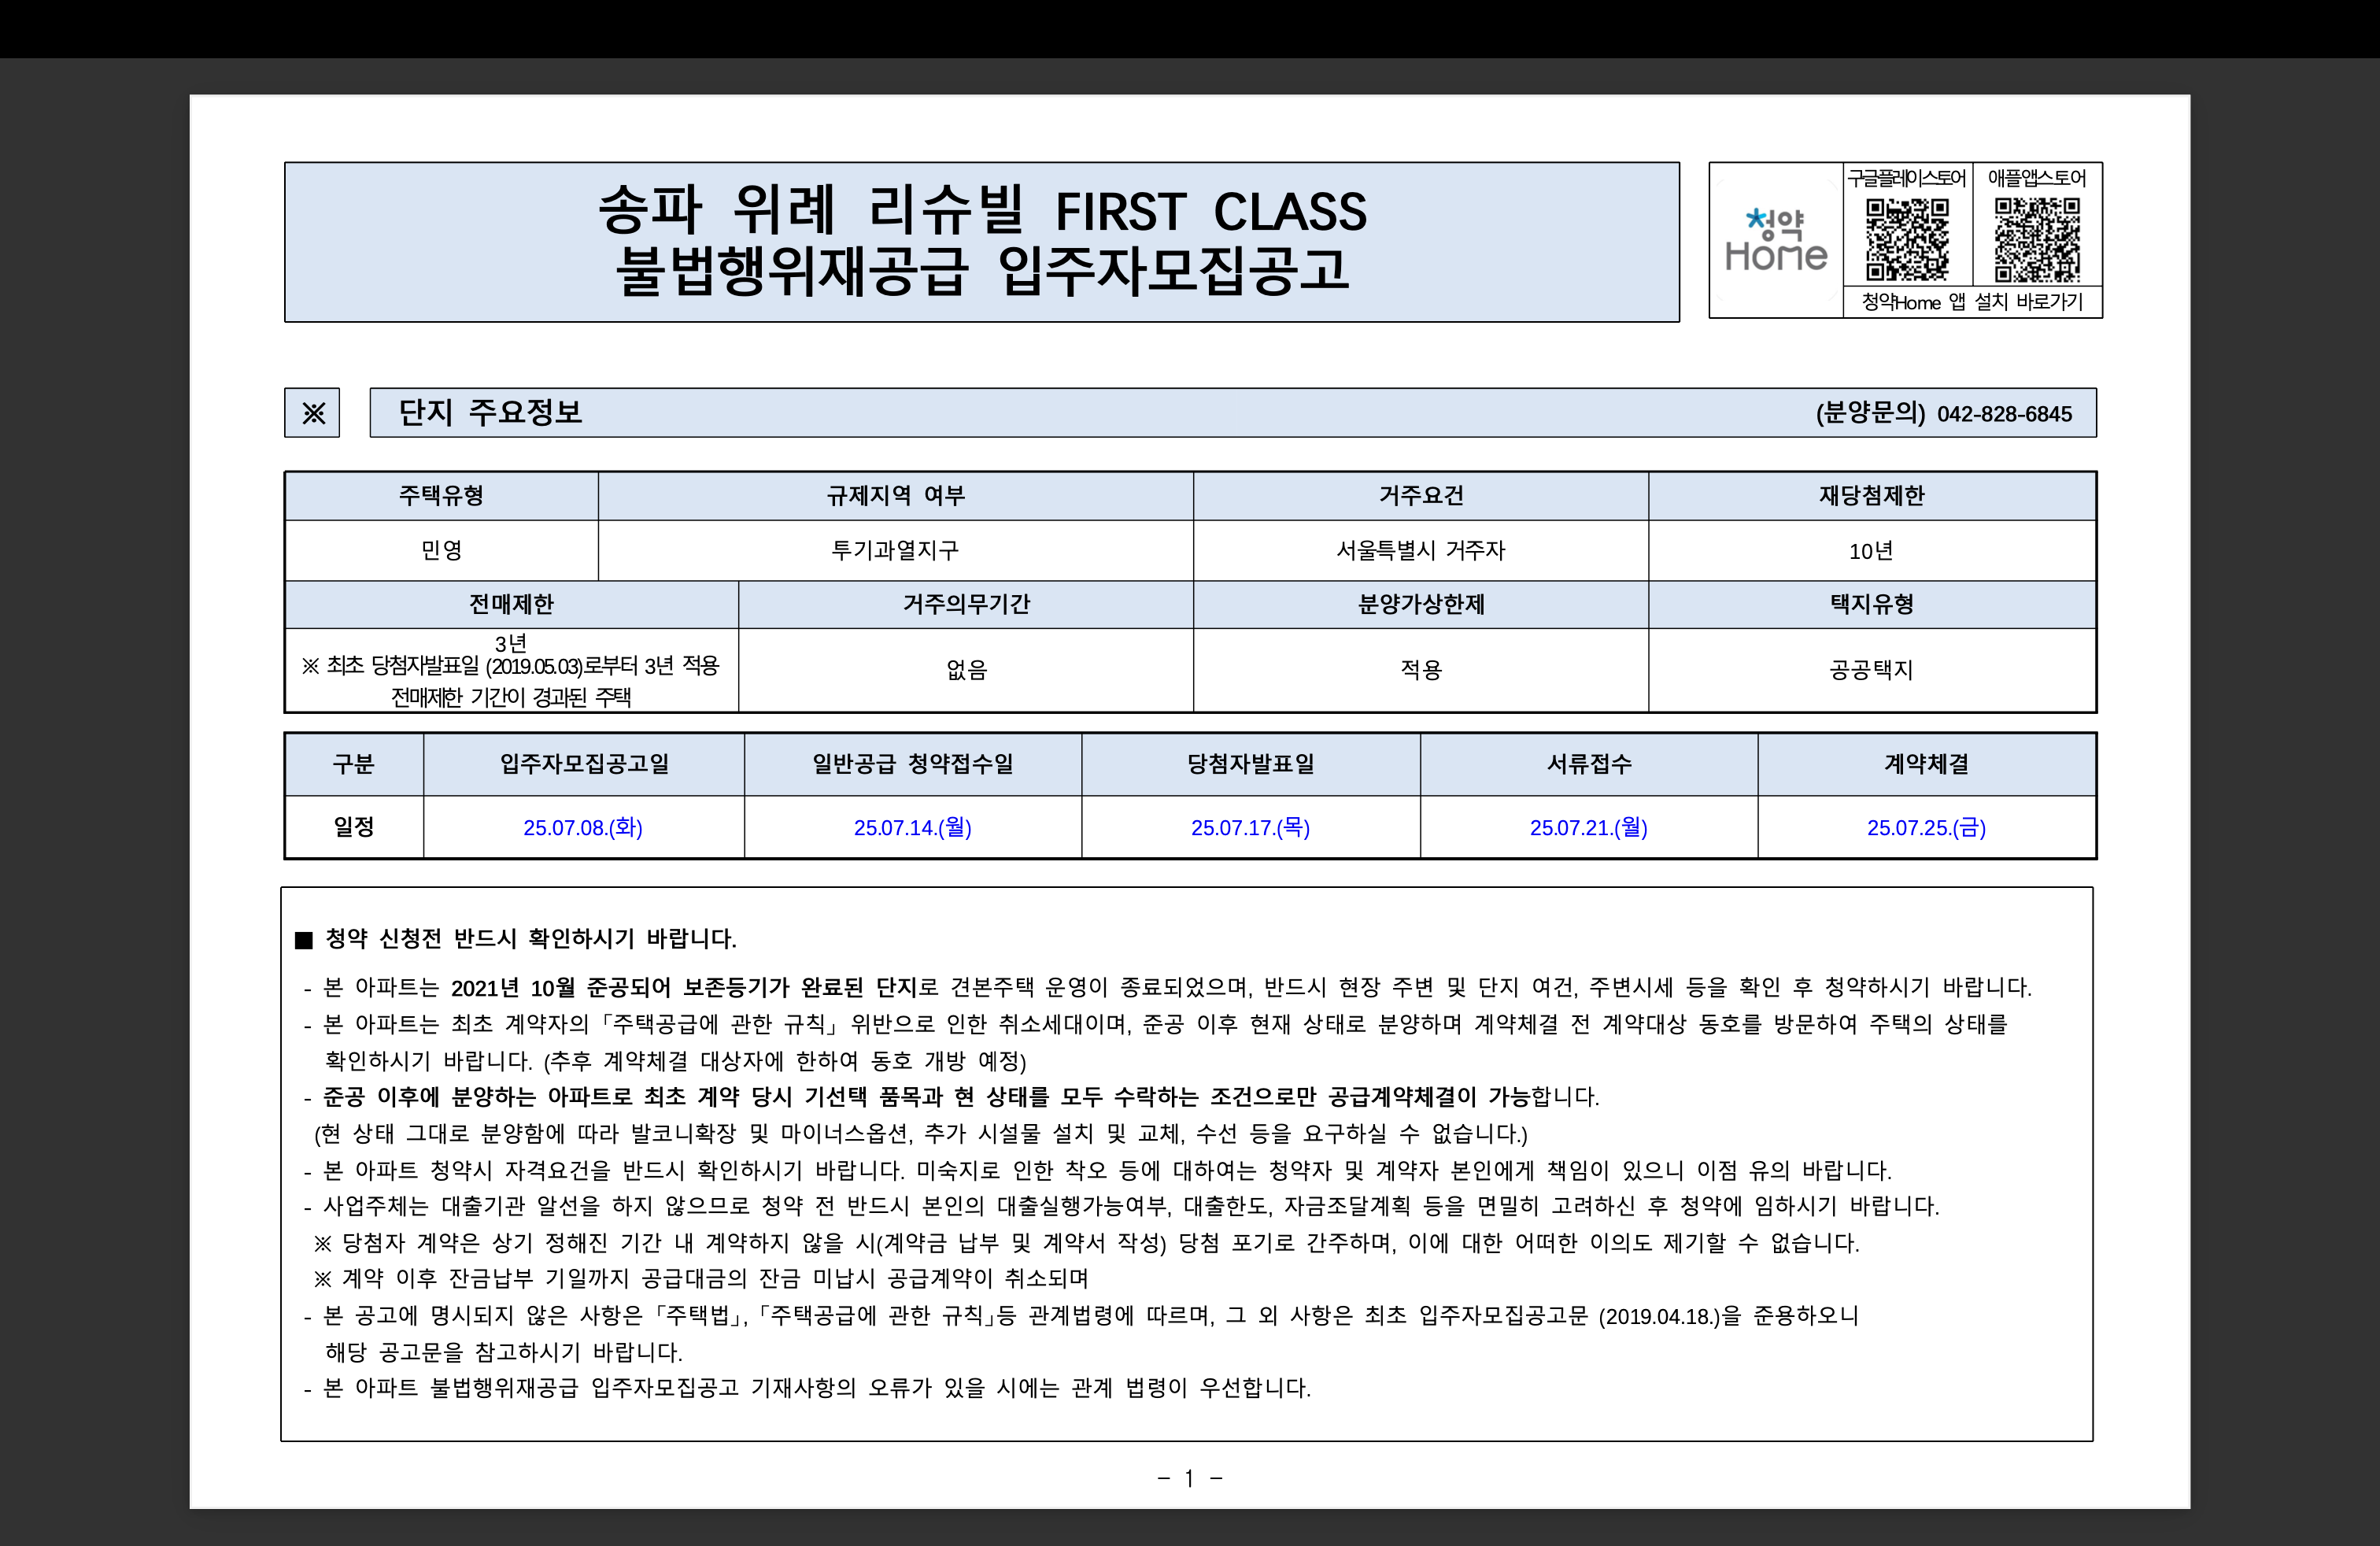 송파 위례 리슈빌 FIRST CLASS
불법행위재공급 입주자모집공고
청약
Home
구글플레이스토어
애플앱스토어
청약Home 앱 설치 바로가기
※
단지 주요정보
(분양문의) 042-828-6845
주택유형 규제지역 여부 거주요건 재당첨제한
민영 투기과열지구 서울특별시 거주자 10년
전매제한 거주의무기간 분양가상한제 택지유형
3년
※ 최초 당첨자발표일 (2019.05.03)로부터 3년 적용
전매제한 기간이 경과된 주택
없음 적용 공공택지
구분 입주자모집공고일 일반공급 청약접수일 당첨자발표일 서류접수 계약체결
일정 25.07.08.(화) 25.07.14.(월) 25.07.17.(목) 25.07.21.(월) 25.07.25.(금)
■ 청약 신청전 반드시 확인하시기 바랍니다.
- 본 아파트는 2021년 10월 준공되어 보존등기가 완료된 단지로 견본주택 운영이 종료되었으며, 반드시 현장 주변 및 단지 여건, 주변시세 등을 확인 후 청약하시기 바랍니다.
- 본 아파트는 최초 계약자의 「주택공급에 관한 규칙」 위반으로 인한 취소세대이며, 준공 이후 현재 상태로 분양하며 계약체결 전 계약대상 동호를 방문하여 주택의 상태를
확인하시기 바랍니다. (추후 계약체결 대상자에 한하여 동호 개방 예정)
- 준공 이후에 분양하는 아파트로 최초 계약 당시 기선택 품목과 현 상태를 모두 수락하는 조건으로만 공급계약체결이 가능합니다.
(현 상태 그대로 분양함에 따라 발코니확장 및 마이너스옵션, 추가 시설물 설치 및 교체, 수선 등을 요구하실 수 없습니다.)
- 본 아파트 청약시 자격요건을 반드시 확인하시기 바랍니다. 미숙지로 인한 착오 등에 대하여는 청약자 및 계약자 본인에게 책임이 있으니 이점 유의 바랍니다.
- 사업주체는 대출기관 알선을 하지 않으므로 청약 전 반드시 본인의 대출실행가능여부, 대출한도, 자금조달계획 등을 면밀히 고려하신 후 청약에 임하시기 바랍니다.
※ 당첨자 계약은 상기 정해진 기간 내 계약하지 않을 시(계약금 납부 및 계약서 작성) 당첨 포기로 간주하며, 이에 대한 어떠한 이의도 제기할 수 없습니다.
※ 계약 이후 잔금납부 기일까지 공급대금의 잔금 미납시 공급계약이 취소되며
- 본 공고에 명시되지 않은 사항은 「주택법」, 「주택공급에 관한 규칙」등 관계법령에 따르며, 그 외 사항은 최초 입주자모집공고문 (2019.04.18.)을 준용하오니
해당 공고문을 참고하시기 바랍니다.
- 본 아파트 불법행위재공급 입주자모집공고 기재사항의 오류가 있을 시에는 관계 법령이 우선합니다.
- 1 -